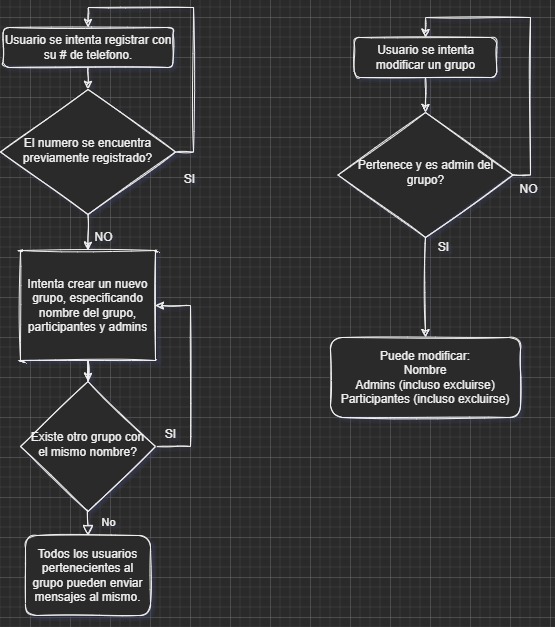 Usuario se intenta registrar con
su # de telefono.
El numero se encuentra
previamente registrado?
SI
NO
Intenta crear un nuevo
grupo, especificando
nombre del grupo,
participantes y admins
Existe otro grupo con
el mismo nombre?
SI
No
Todos los usuarios
pertenecientes al
grupo pueden enviar
mensajes al mismo.
Usuario se intenta
modificar un grupo
Pertenece y es admin del
grupo?
NO
SI
Puede modificar:
Nombre
Admins (incluso excluirse)
Participantes (incluso excluirse)